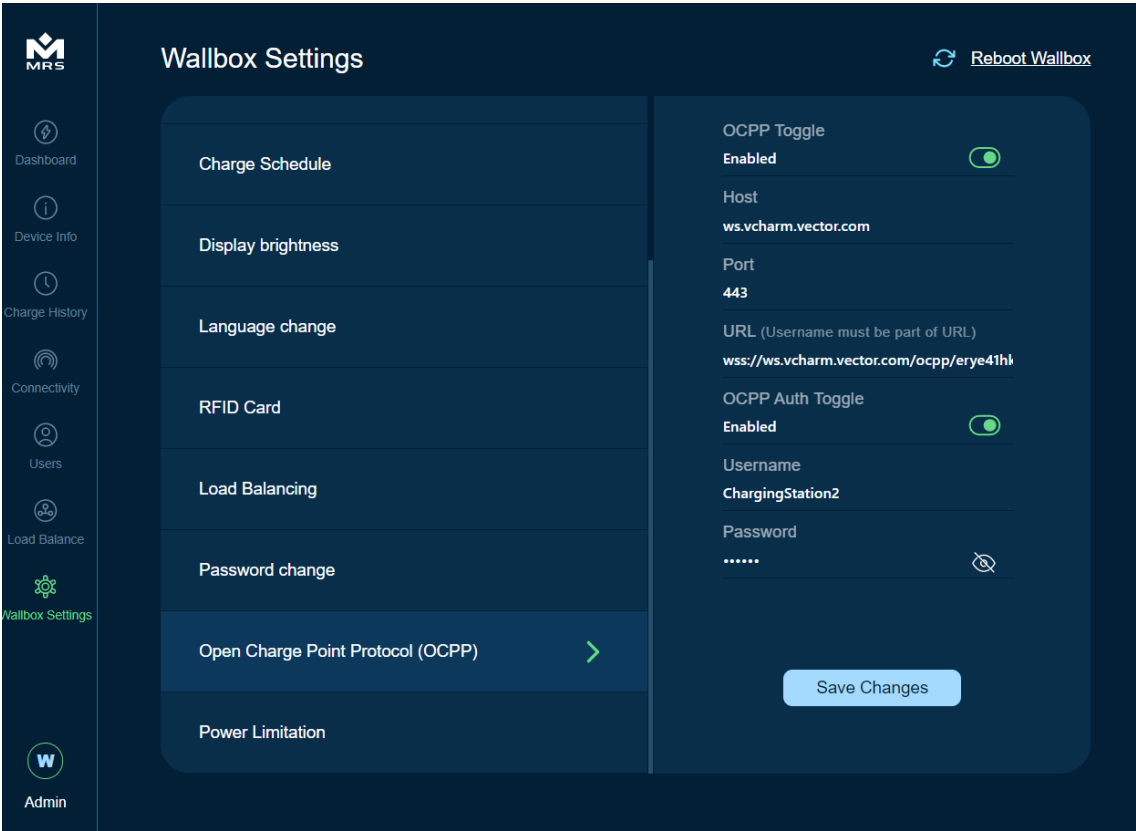 MRS
Wallbox Settings
Reboot Wallbox
Dashboard
Device Info
Charge History
Connectivity
Users
Load Balance
Wallbox Settings
W
Admin
Charge Schedule
Display brightness
Language change
RFID Card
Load Balancing
Password change
Open Charge Point Protocol (OCPP)
Power Limitation
OCPP Toggle
Enabled
Host
ws.vcharm.vector.com
Port
443
URL (Username must be part of URL)
wss://ws.vcharm.vector.com/ocpp/erye41hk
OCPP Auth Toggle
Enabled
Username
ChargingStation2
Password
••••••
Save Changes